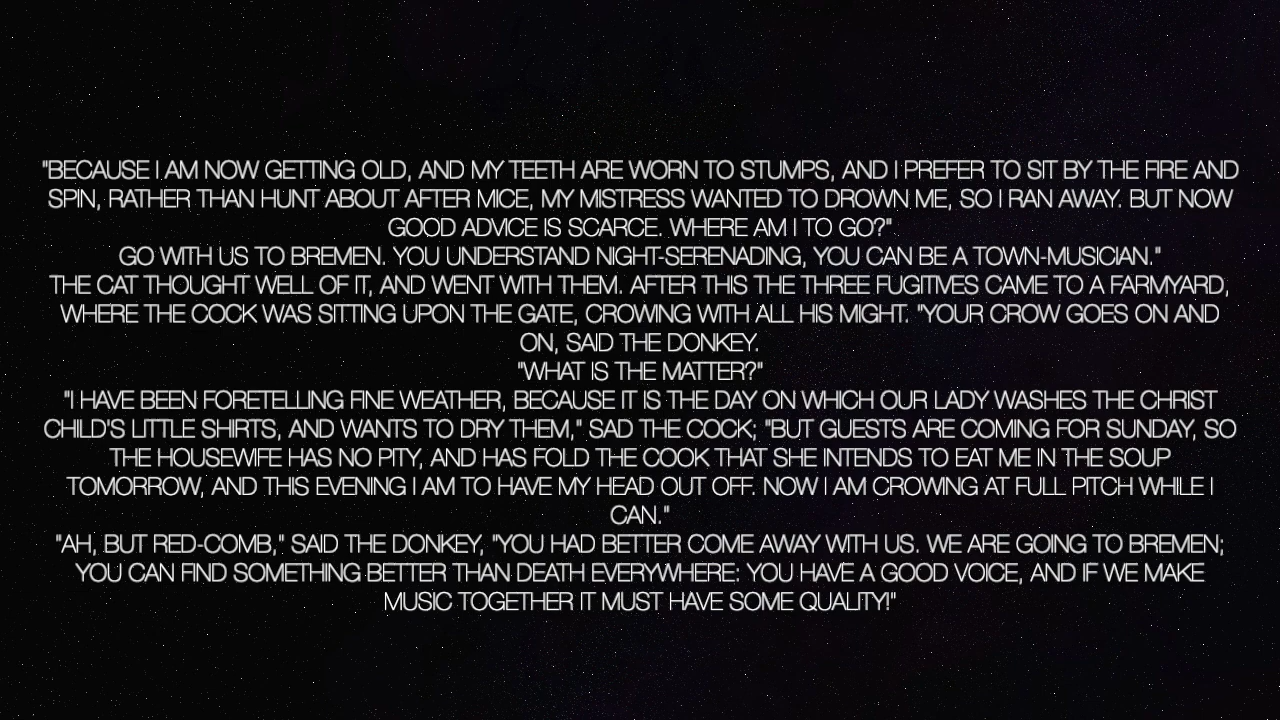 "BECAUSE I AM NOW GETTING OLD, AND MY TEETH ARE WORN TO STUMPS, AND I PREFER TO SIT BY THE FIRE AND
SPIN, RATHER THAN HUNT ABOUT AFTER MICE, MY MISTRESS WANTED TO DROWN ME, SO I RAN AWAY. BUT NOW
GOOD ADVICE IS SCARCE. WHERE AM I TO GO?"
GO WITH US TO BREMEN. YOU UNDERSTAND NIGHT-SERENADING, YOU CAN BE A TOWN-MUSICIAN."
THE CAT THOUGHT WELL OF IT, AND WENT WITH THEM. AFTER THIS THE THREE FUGITIVES CAME TO A FARMYARD,
WHERE THE COCK WAS SITTING UPON THE GATE, CROWING WITH ALL HIS MIGHT. "YOUR CROW GOES ON AND
ON, SAID THE DONKEY.
"WHAT IS THE MATTER?"
"I HAVE BEEN FORETELLING FINE WEATHER, BECAUSE IT IS THE DAY ON WHICH OUR LADY WASHES THE CHRIST
CHILD'S LITTLE SHIRTS, AND WANTS TO DRY THEM," SAD THE COCK; "BUT GUESTS ARE COMING FOR SUNDAY, SO
THE HOUSEWIFE HAS NO PITY, AND HAS FOLD THE COOK THAT SHE INTENDS TO EAT ME IN THE SOUP
TOMORROW, AND THIS EVENING I AM TO HAVE MY HEAD OUT OFF. NOW I AM CROWING AT FULL PITCH WHILE I
CAN."
"AH, BUT RED-COMB," SAID THE DONKEY, "YOU HAD BETTER COME AWAY WITH US. WE ARE GOING TO BREMEN;
YOU CAN FIND SOMETHING BETTER THAN DEATH EVERYWHERE: YOU HAVE A GOOD VOICE, AND IF WE MAKE
MUSIC TOGETHER IT MUST HAVE SOME QUALITY!"